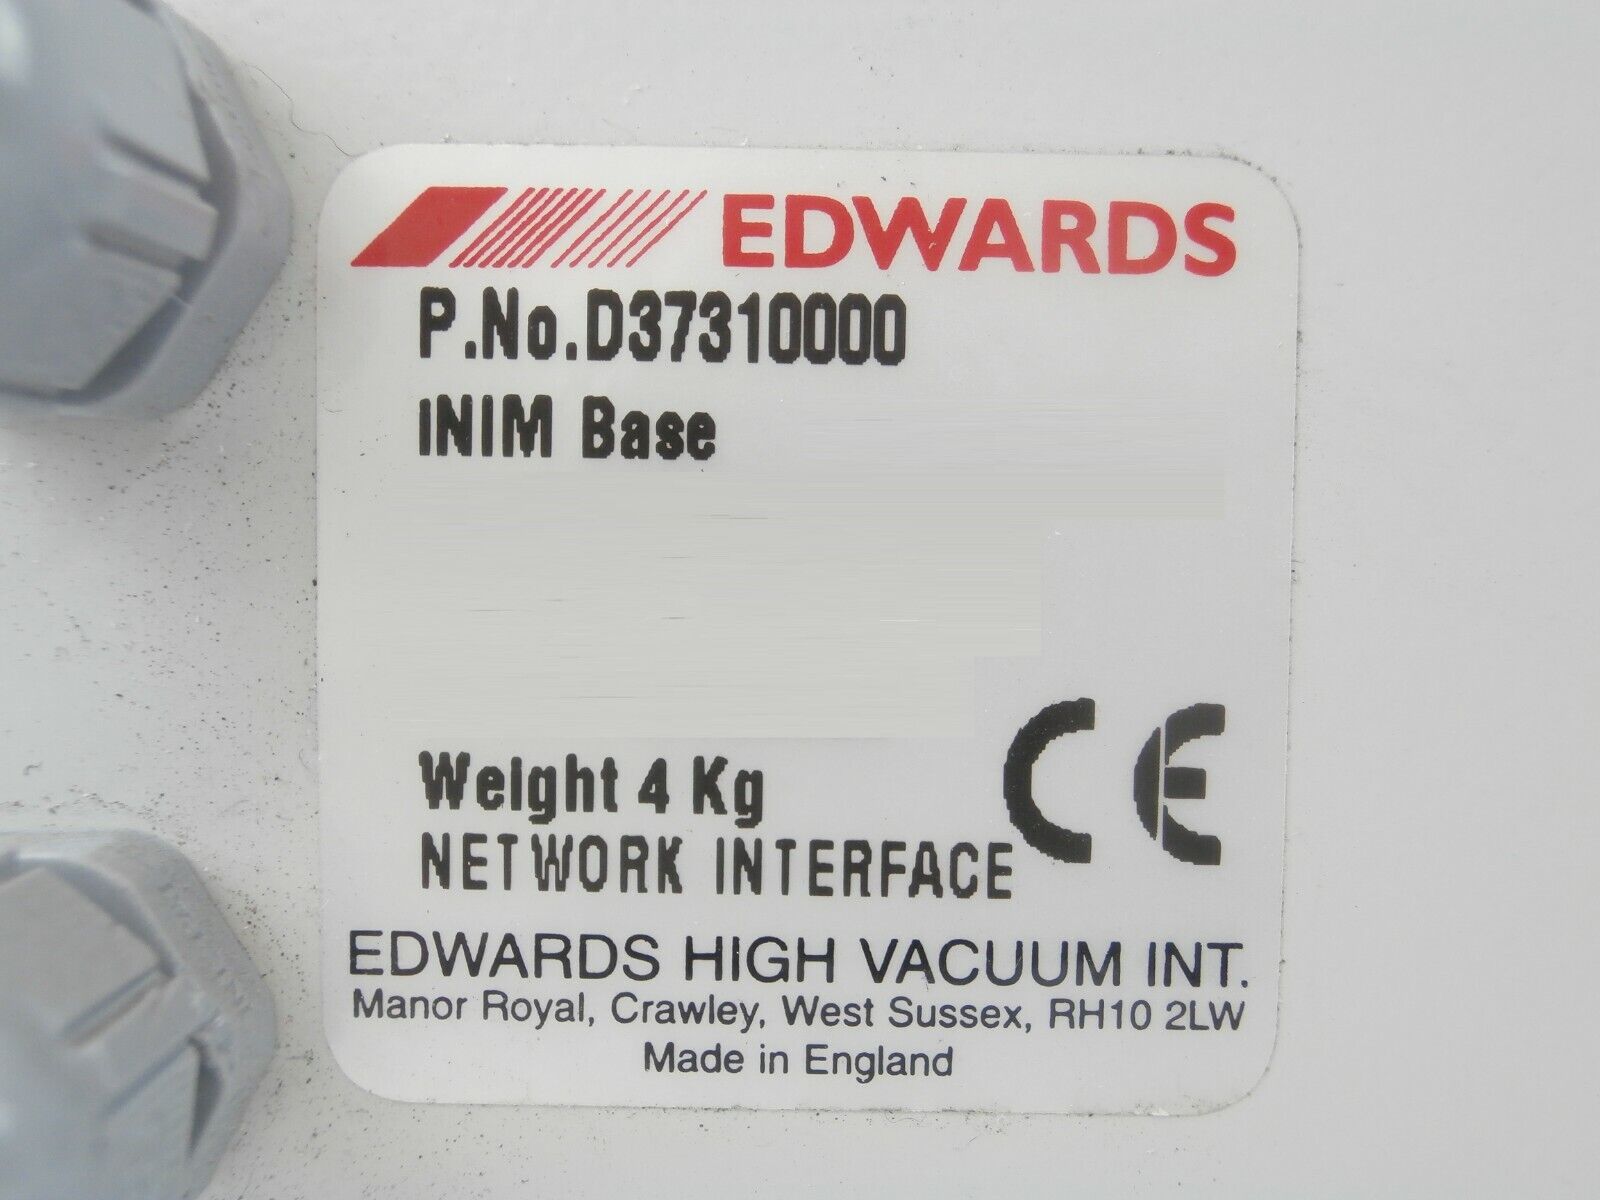 EDWARDS
P.No.D37310000
iNIM Base
Weight 4 Kg
CE
NETWORK INTERFACE
EDWARDS HIGH VACUUM INT.
Manor Royal, Crawley, West Sussex, RH10 2LW
Made in England